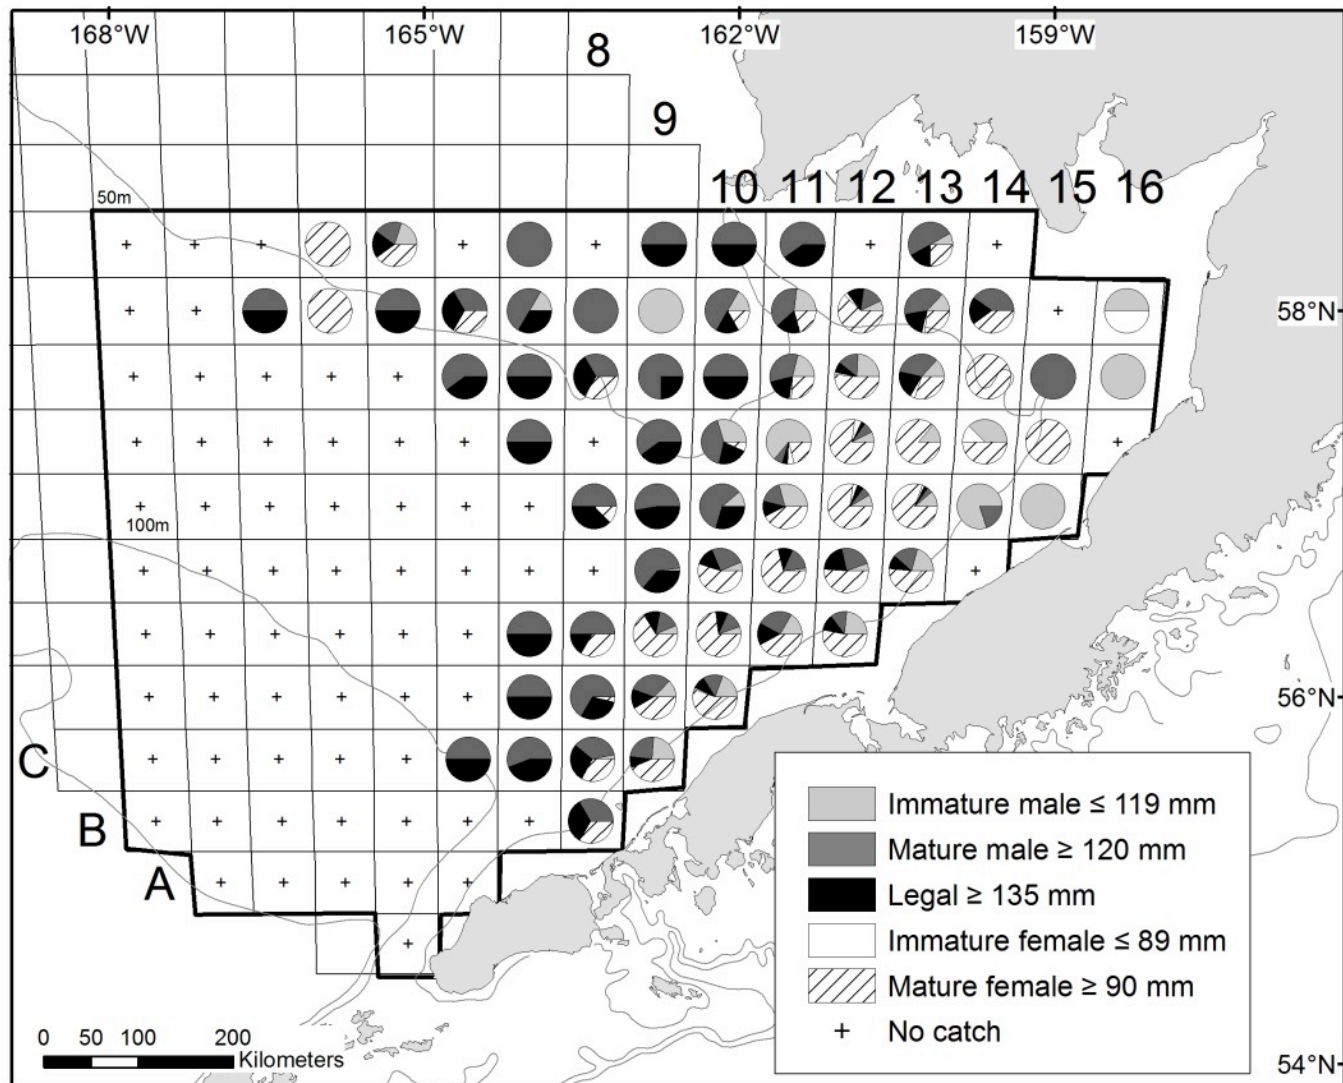 168°W 165°W 162°W 159°W
8
9
10 11 12 13 14 15 16
50m
58°N
100m
56°N
C
B
A
Immature male ≤ 119 mm
Mature male ≥ 120 mm
Legal ≥ 135 mm
Immature female ≤ 89 mm
Mature female ≥ 90 mm
+ No catch
0 50 100 200
Kilometers
54°N